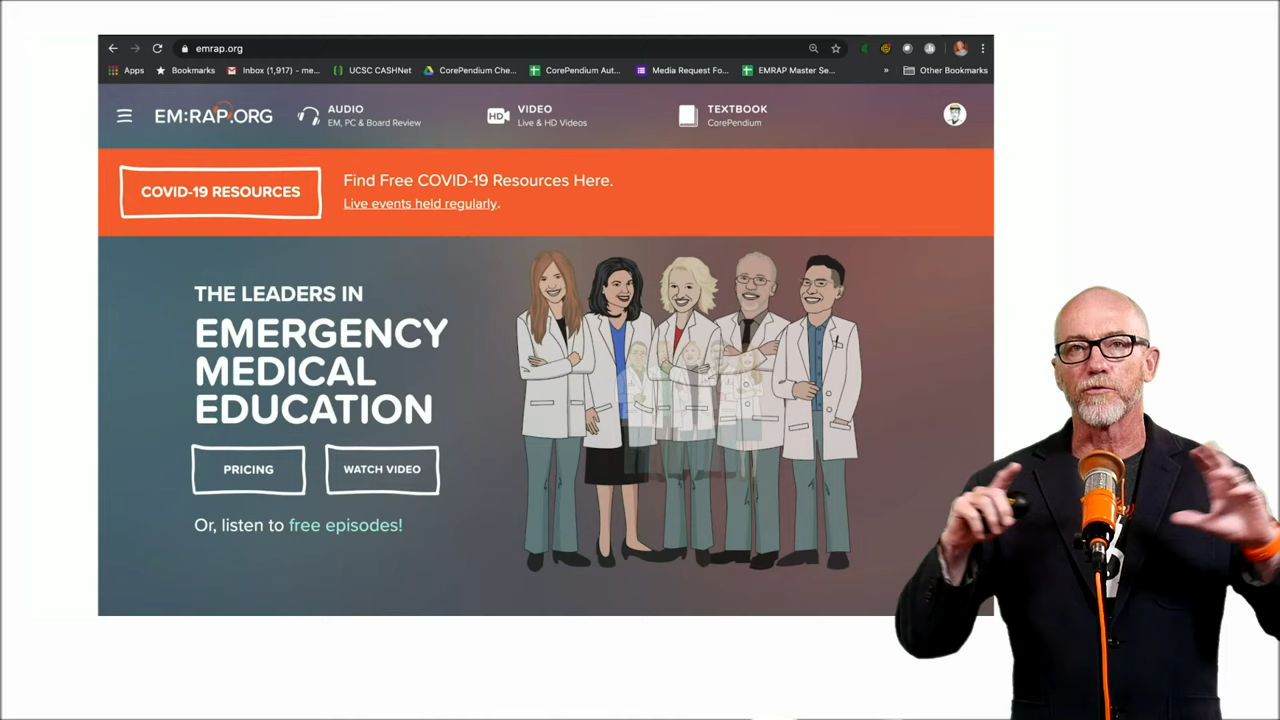 emrap.org
Apps
Bookmarks
Inbox (1,917) – me...
UCSC CASHNet
CorePendium Che...
CorePendium Aut...
Media Request Fo...
EMRAP Master Se...
»
Other Bookmarks
EM:RAP.ORG
AUDIO
EM, PC & Board Review
HD
VIDEO
Live & HD Videos
TEXTBOOK
CorePendium
COVID-19 RESOURCES
Find Free COVID-19 Resources Here.
Live events held regularly.
THE LEADERS IN
EMERGENCY
MEDICAL
EDUCATION
PRICING
WATCH VIDEO
Or, listen to free episodes!